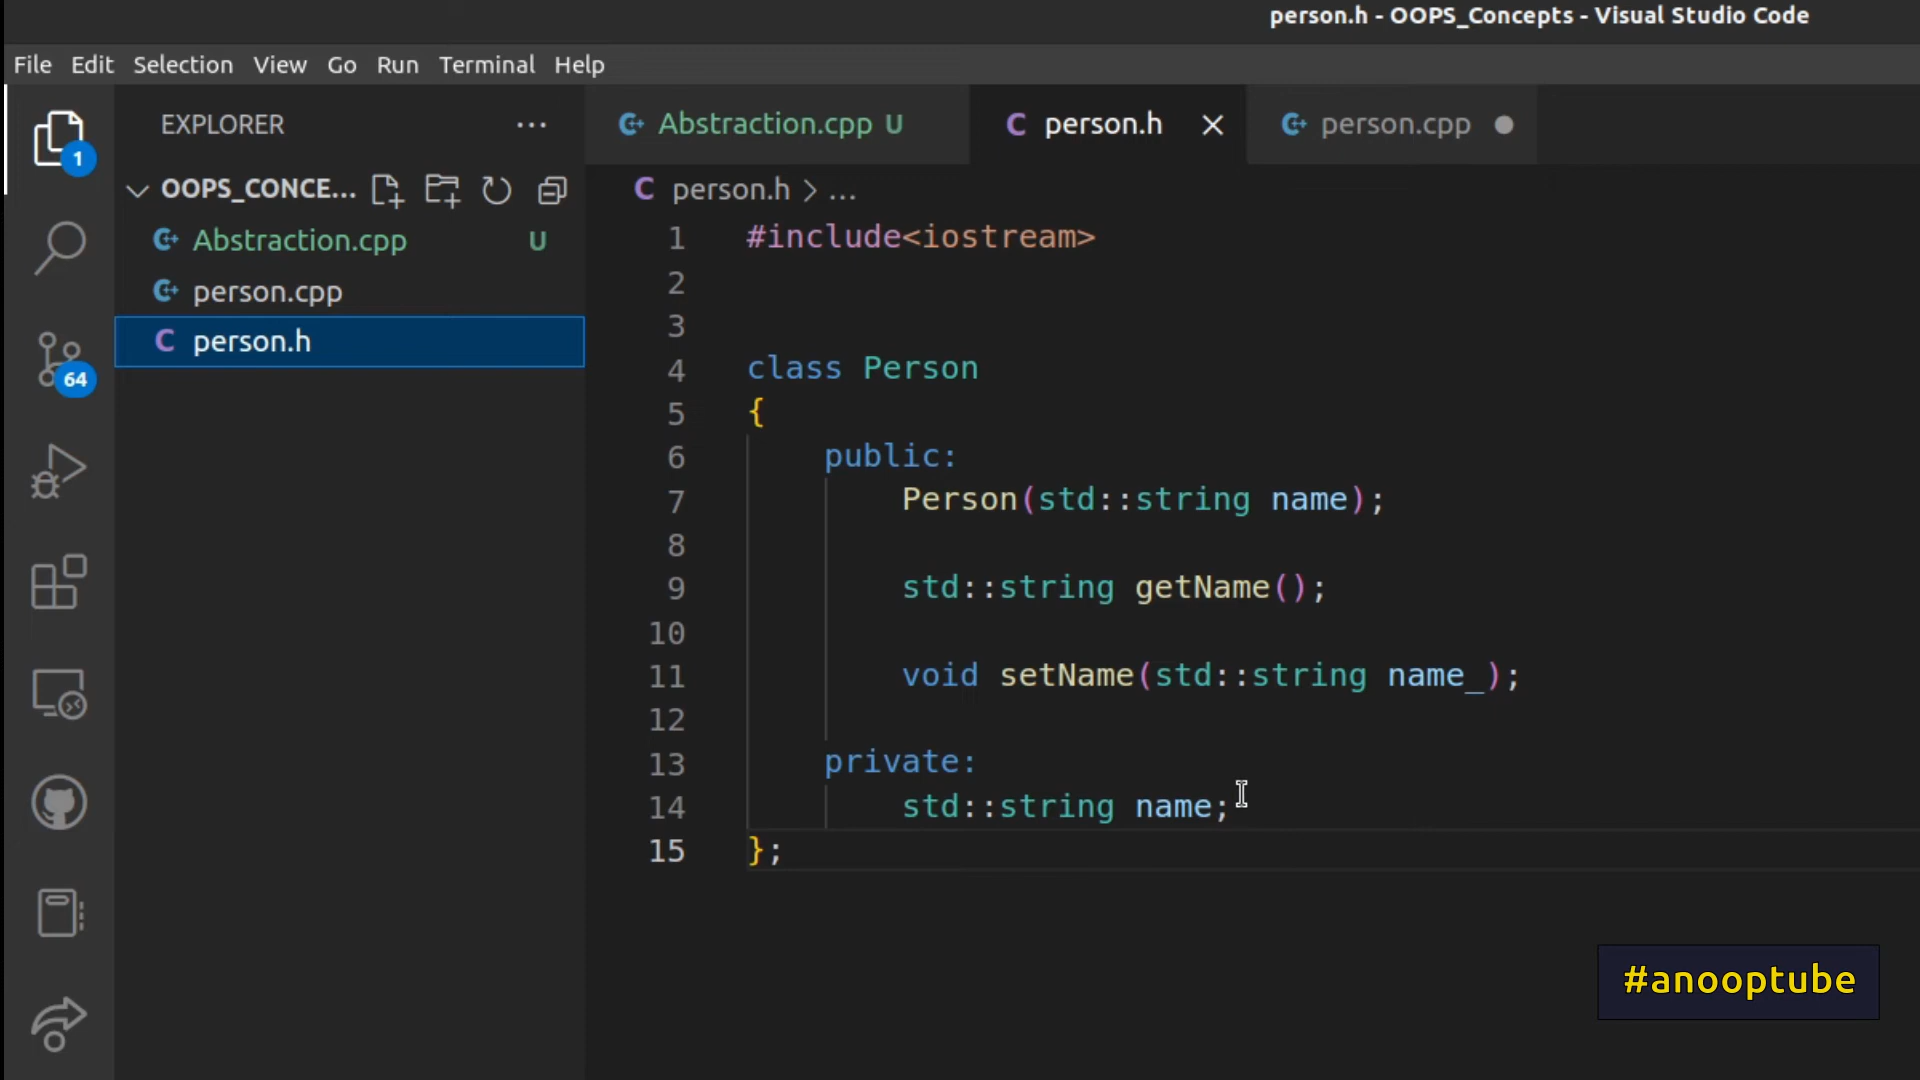 person.h - OOPS_Concepts - Visual Studio Code
File Edit Selection View Go Run Terminal Help
EXPLORER ...
Abstraction.cpp U
person.h
person.cpp
1
OOPS_CONCE...
person.h > ...
Abstraction.cpp U
person.cpp
person.h
64
1 #include<iostream>
2
3
4 class Person
5 {
6 public:
7 Person(std::string name);
8
9 std::string getName();
10
11 void setName(std::string name_);
12
13 private:
14 std::string name;
15 };
#anooptube